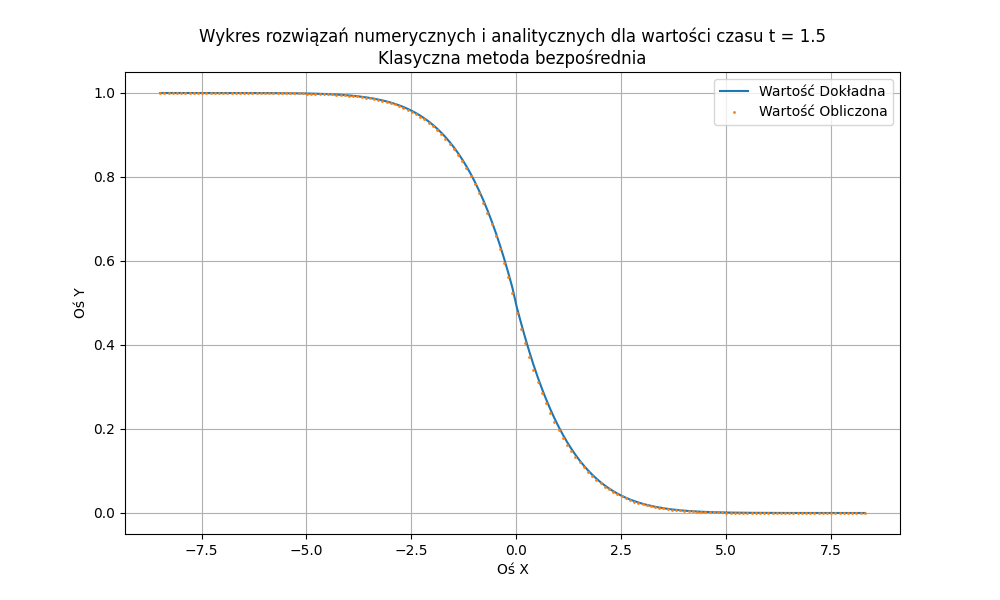 Wykres rozwiązań numerycznych i analitycznych dla wartości czasu t = 1.5
Klasyczna metoda bezpośrednia
Wartość Dokładna
Wartość Obliczona
1.0
0.8
0.6
0.4
0.2
0.0
Oś Y
−7.5 −5.0 −2.5 0.0 2.5 5.0 7.5
Oś X